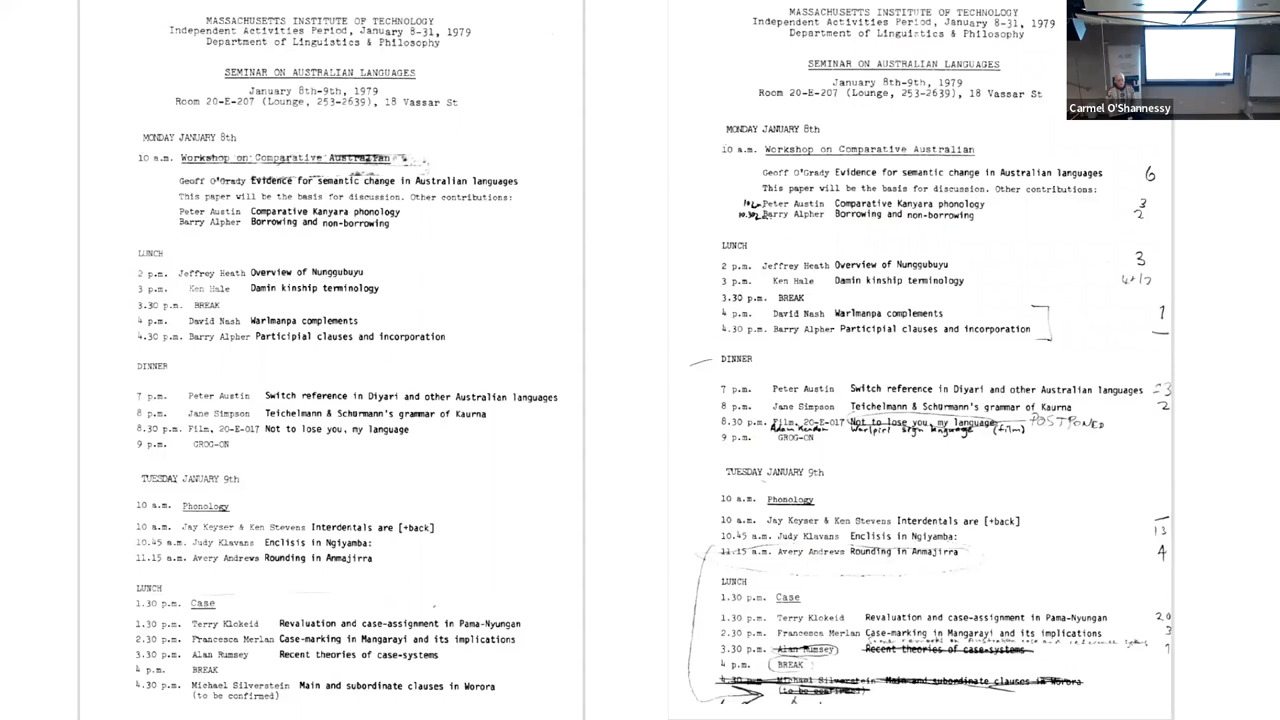 MASSACHUSETTS INSTITUTE OF TECHNOLOGY
Independent Activities Period, January 8-31, 1979
Department of Linguistics & Philosophy
SEMINAR ON AUSTRALIAN LANGUAGES
January 8th-9th, 1979
Room 20-E-207 (Lounge, 253-2639), 18 Vassar St
MONDAY JANUARY 8th
10 a.m. Workshop on Comparative Australian
Geoff O'Grady Evidence for semantic change in Australian languages
This paper will be the basis for discussion. Other contributions:
Peter Austin Comparative Kanyara phonology
Barry Alpher Borrowing and non-borrowing
LUNCH
2 p.m. Jeffrey Heath Overview of Nunggubuyu
3 p.m. Ken Hale Damin kinship terminology
3.30 p.m. BREAK
4 p.m. David Nash Warlmanpa complements
4.30 p.m. Barry Alpher Participial clauses and incorporation
DINNER
7 p.m. Peter Austin Switch reference in Diyari and other Australian languages
8 p.m. Jane Simpson Teichelmann & Schurmann's grammar of Kaurna
8.30 p.m. Film, 20-E-017 Not to lose you, my language
9 p.m. GROG-ON
TUESDAY JANUARY 9th
10 a.m. Phonology
10 a.m. Jay Keyser & Ken Stevens Interdentals are [+back]
10.45 a.m. Judy Klavans Enclisis in Ngiyamba:
11.15 a.m. Avery Andrews Rounding in Anmajirra
LUNCH
1.30 p.m. Case
1.30 p.m. Terry Klokeid Revaluation and case-assignment in Pama-Nyungan
2.30 p.m. Francesca Merlan Case-marking in Mangarayi and its implications
3.30 p.m. Alan Rumsey Recent theories of case-systems
4 p.m. BREAK
4.30 p.m. Michael Silverstein Main and subordinate clauses in Worora
(to be confirmed)
MASSACHUSETTS INSTITUTE OF TECHNOLOGY
Independent Activities Period, January 8-31, 1979
Department of Linguistics & Philosophy
SEMINAR ON AUSTRALIAN LANGUAGES
January 8th-9th, 1979
Room 20-E-207 (Lounge, 253-2639), 18 Vassar St
MONDAY JANUARY 8th
10 a.m. Workshop on Comparative Australian
Geoff O'Grady Evidence for semantic change in Australian languages 6
This paper will be the basis for discussion. Other contributions:
Peter Austin Comparative Kanyara phonology 3
Barry Alpher Borrowing and non-borrowing 2
LUNCH
2 p.m. Jeffrey Heath Overview of Nunggubuyu 3
3 p.m. Ken Hale Damin kinship terminology
3.30 p.m. BREAK
4 p.m. David Nash Warlmanpa complements 1
4.30 p.m. Barry Alpher Participial clauses and incorporation
DINNER
7 p.m. Peter Austin Switch reference in Diyari and other Australian languages 3
8 p.m. Jane Simpson Teichelmann & Schurmann's grammar of Kaurna 2
8.30 p.m. Film, 20-E-017 Not to lose you, my language POSTPONED
Adam Kendon Warlpiri sign language (film)
9 p.m. GROG-ON
TUESDAY JANUARY 9th
10 a.m. Phonology
10 a.m. Jay Keyser & Ken Stevens Interdentals are [+back]
10.45 a.m. Judy Klavans Enclisis in Ngiyamba: 13
11.15 a.m. Avery Andrews Rounding in Anmajirra 4
LUNCH
1.30 p.m. Case
1.30 p.m. Terry Klokeid Revaluation and case-assignment in Pama-Nyungan 20
2.30 p.m. Francesca Merlan Case-marking in Mangarayi and its implications 3
3.30 p.m. Alan Rumsey Recent theories of case-systems
4 p.m. BREAK
4.30 p.m. Michael Silverstein Main and subordinate clauses in Worora
(to be confirmed)
Carmel O'Shannessy